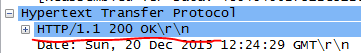 Hypertext Transfer Protocol
HTTP/1.1 200 OK\r\n
Date: Sun, 20 Dec 2015 12:24:29 GMT\r\n